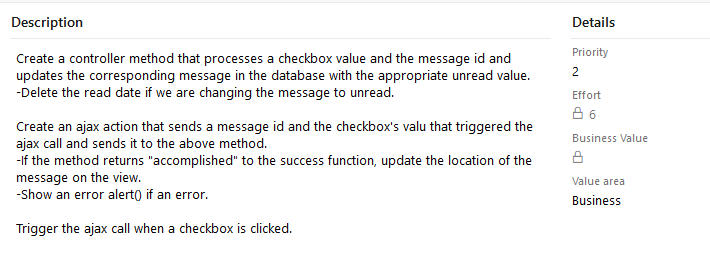 Description
Create a controller method that processes a checkbox value and the message id and
updates the corresponding message in the database with the appropriate unread value.
-Delete the read date if we are changing the message to unread.
Create an ajax action that sends a message id and the checkbox's valu that triggered the
ajax call and sends it to the above method.
-If the method returns "accomplished" to the success function, update the location of the
message on the view.
-Show an error alert() if an error.
Trigger the ajax call when a checkbox is clicked.
Details
Priority
2
Effort
6
Business Value
Value area
Business